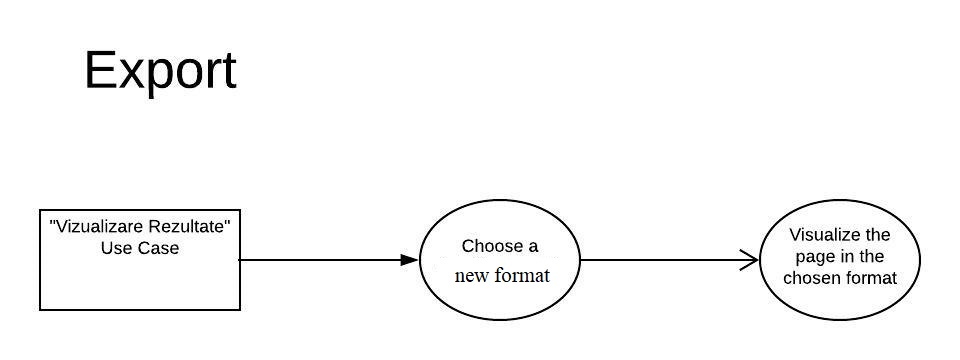 Export
"Vizualizare Rezultate"
Use Case
Choose a
new format
Visualize the
page in the
chosen format